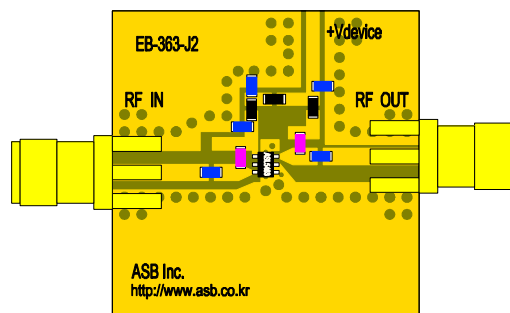 EB-363-J2
+Vdevice
RF IN
RF OUT
ASB Inc.
http://www.asb.co.kr